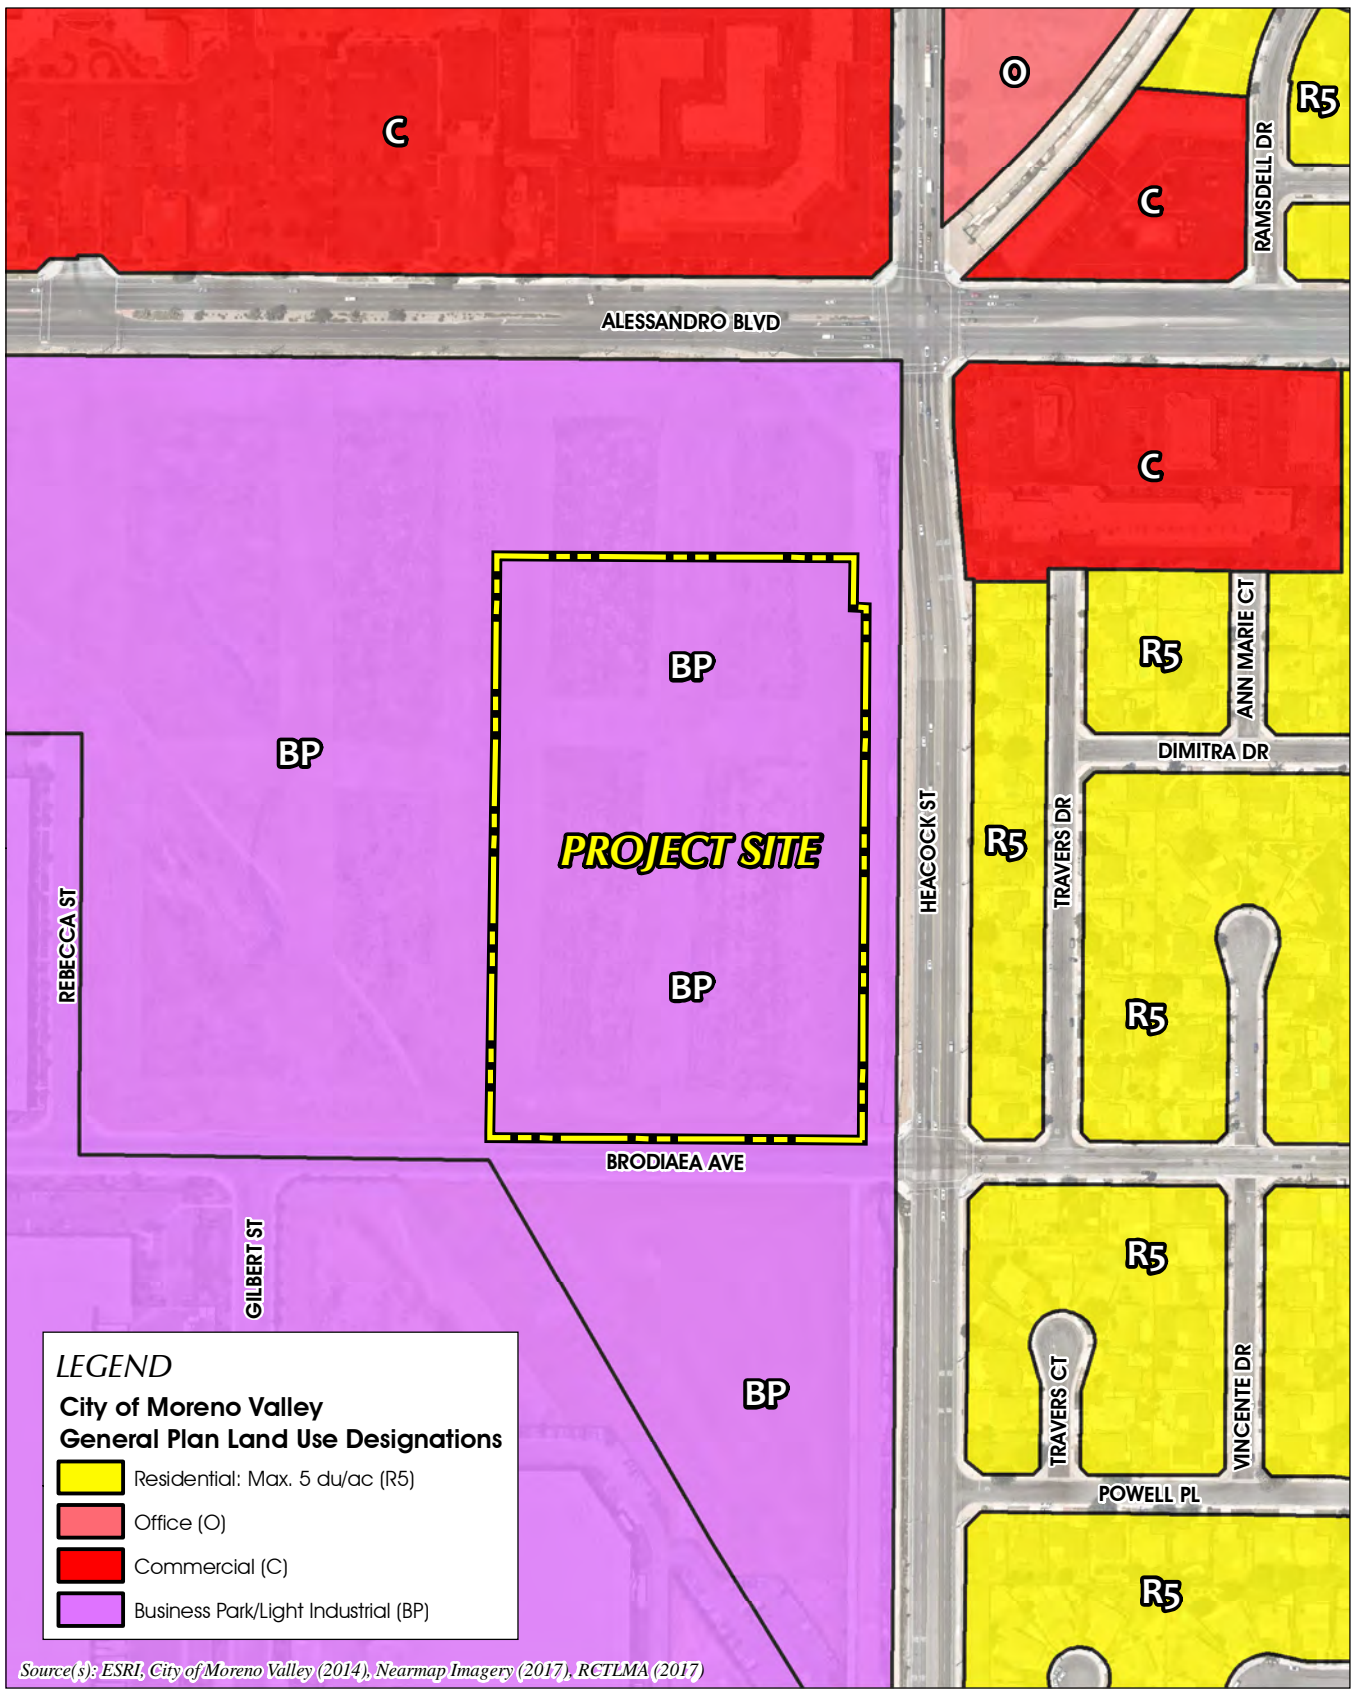 O
R5
C
C
RAMSDELL DR
ALESSANDRO BLVD
C
BP
R5
ANN MARIE CT
DIMITRA DR
BP
PROJECT SITE
HEACOCK ST
R5
TRAVERS DR
REBECCA ST
BP
R5
BRODIAEA AVE
GILBERT ST
R5
BP
TRAVERS CT
VINCENTE DR
POWELL PL
R5
LEGEND
City of Moreno Valley
General Plan Land Use Designations
Residential: Max. 5 du/ac (R5)
Office (O)
Commercial (C)
Business Park/Light Industrial (BP)
Source(s): ESRI, City of Moreno Valley (2014), Nearmap Imagery (2017), RCTLMA (2017)